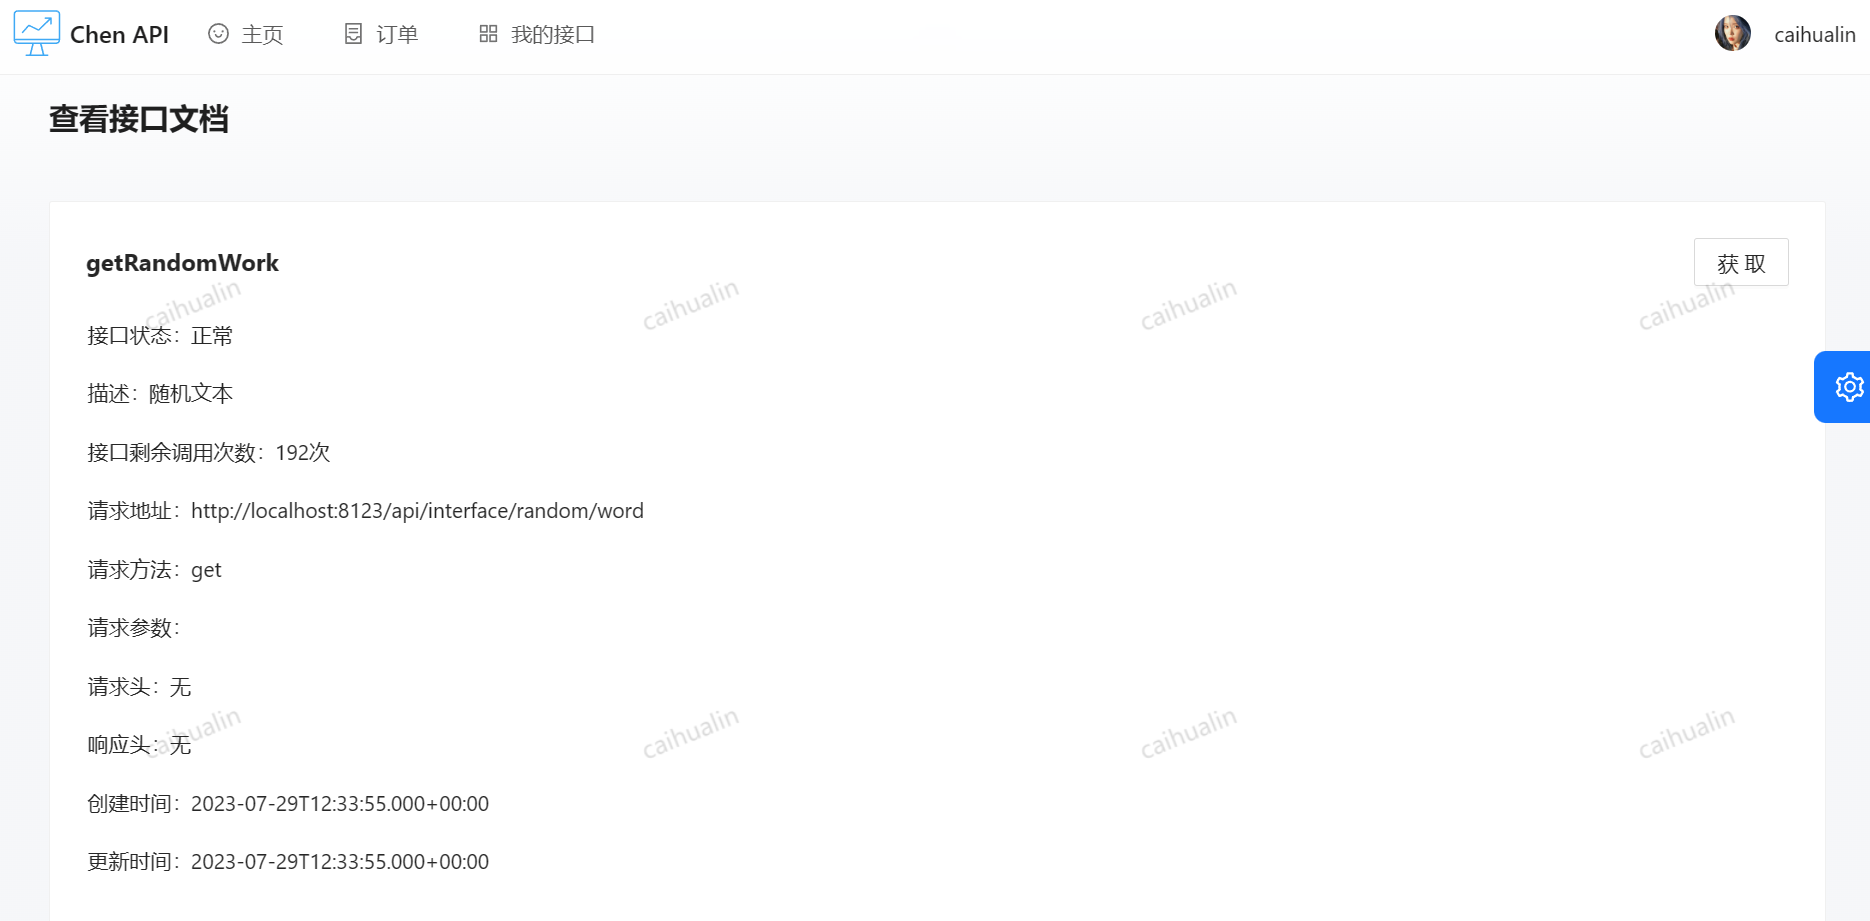 Chen API 主页 订单 我的接口 caihualin
查看接口文档
getRandomWork 获 取
caihualin caihualin caihualin caihualin
接口状态：正常
描述：随机文本
接口剩余调用次数：192次
请求地址：http://localhost:8123/api/interface/random/word
请求方法：get
请求参数：
请求头：无
caihualin caihualin caihualin caihualin
响应头：无
创建时间：2023-07-29T12:33:55.000+00:00
更新时间：2023-07-29T12:33:55.000+00:00